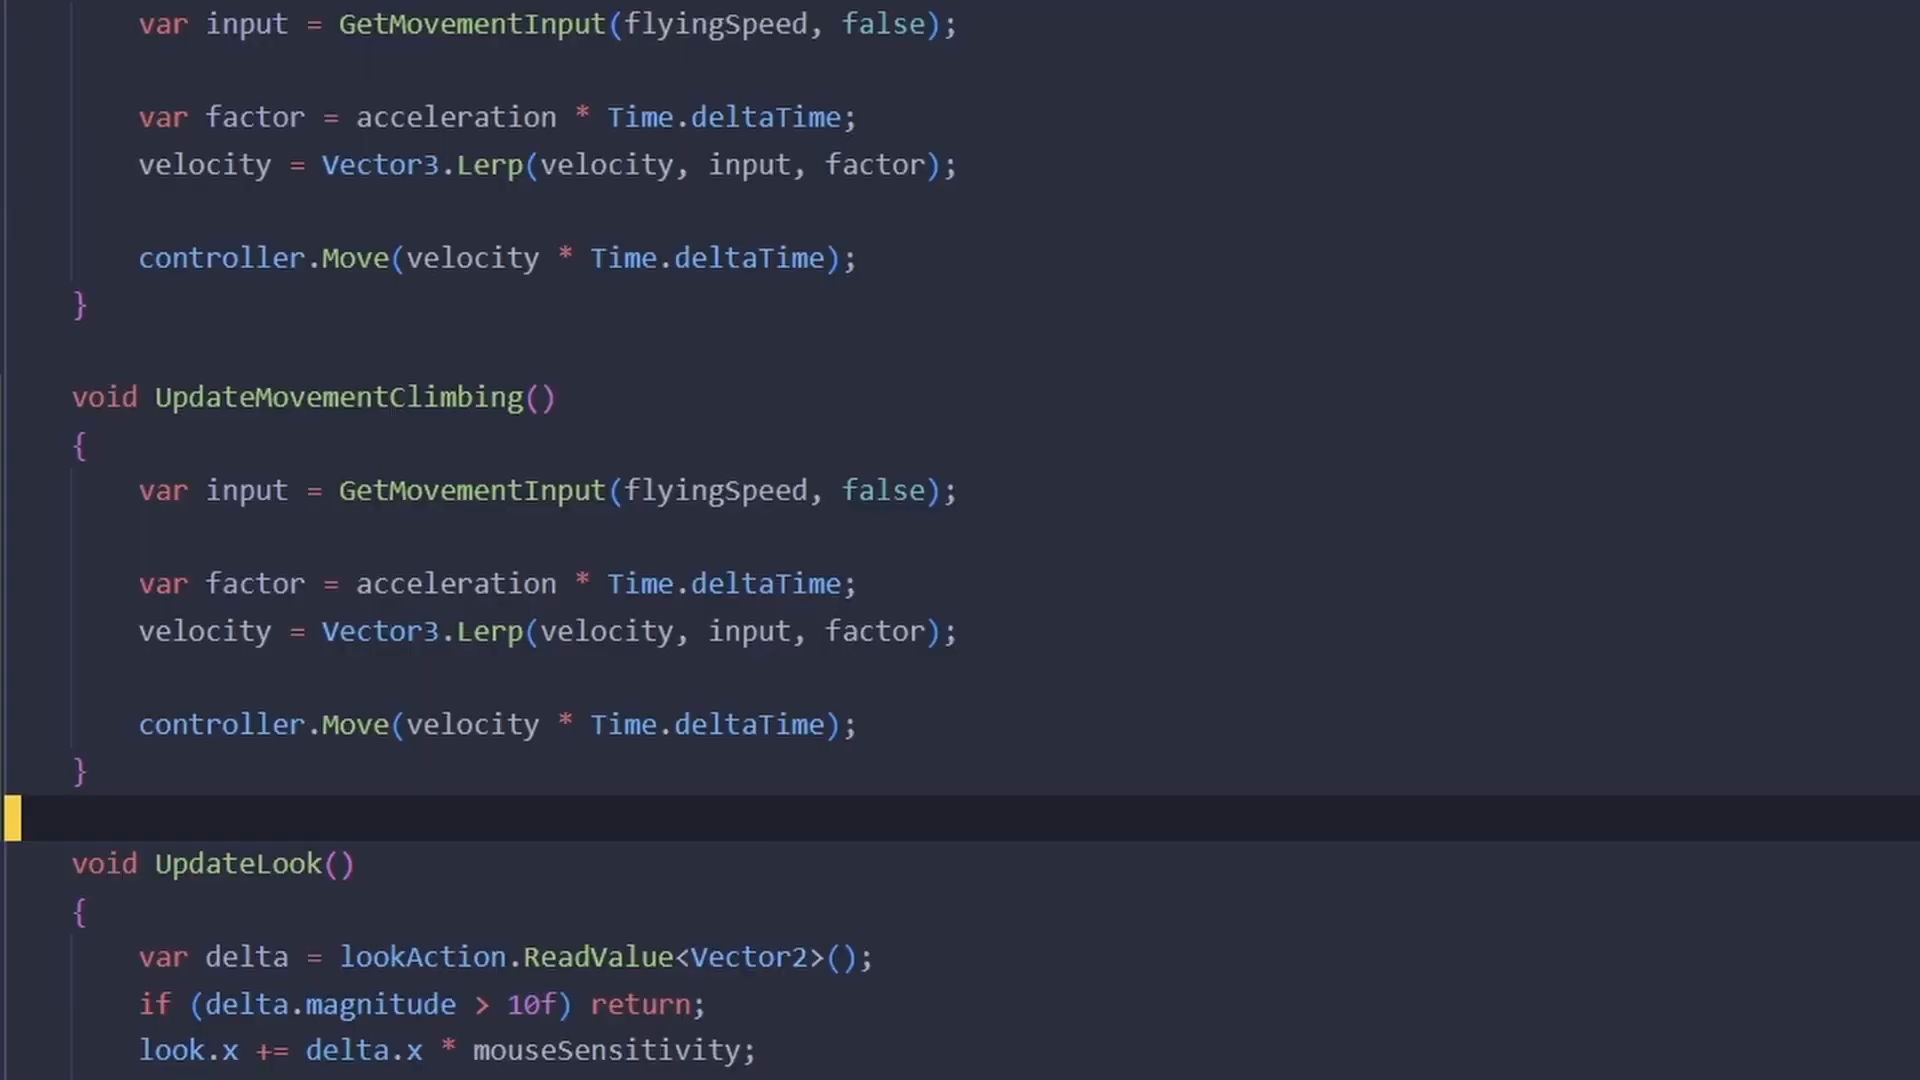 var input = GetMovementInput(flyingSpeed, false);
var factor = acceleration * Time.deltaTime;
velocity = Vector3.Lerp(velocity, input, factor);
controller.Move(velocity * Time.deltaTime);
}
void UpdateMovementClimbing()
{
var input = GetMovementInput(flyingSpeed, false);
var factor = acceleration * Time.deltaTime;
velocity = Vector3.Lerp(velocity, input, factor);
controller.Move(velocity * Time.deltaTime);
}
void UpdateLook()
{
var delta = lookAction.ReadValue<Vector2>();
if (delta.magnitude > 10f) return;
look.x += delta.x * mouseSensitivity;